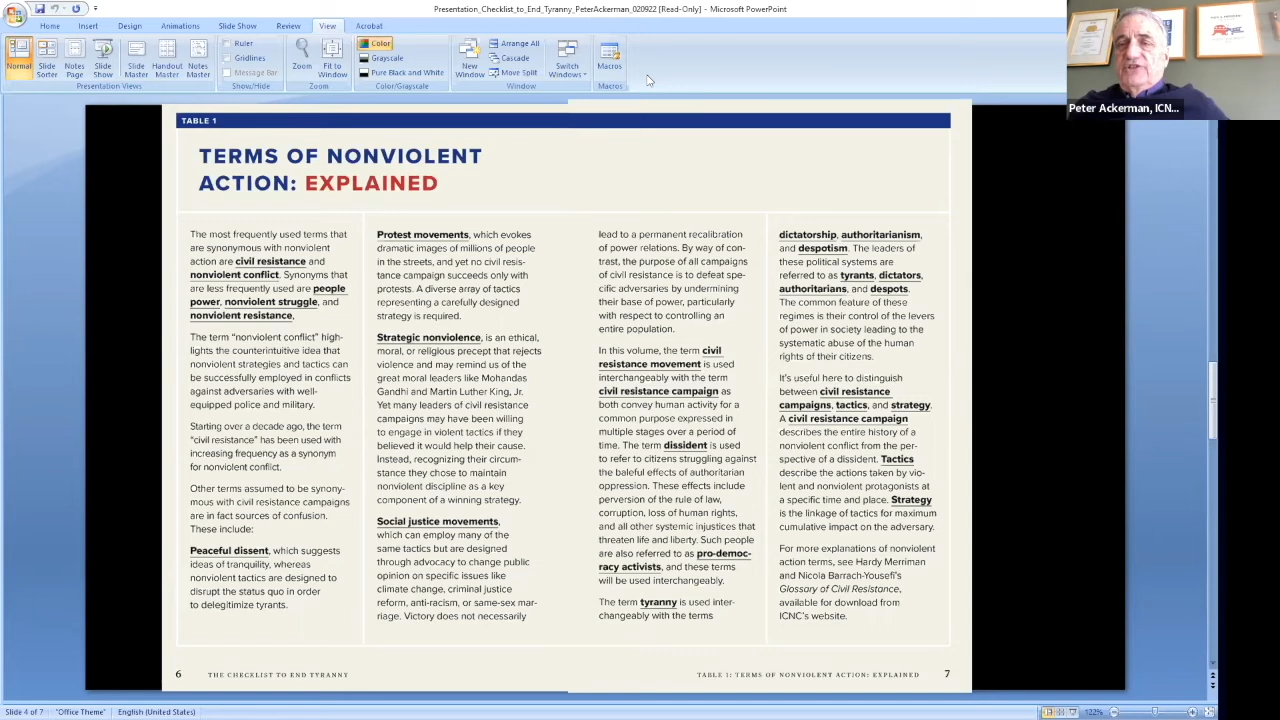 Presentation_Checklist_to_End_Tyranny_PeterAckerman_020922 [Read-Only] - Microsoft PowerPoint
Home Insert Design Animations Slide Show Review View Acrobat
Normal
Slide Sorter
Notes Page
Slide Show
Slide Master
Handout Master
Notes Master
Presentation Views
Ruler
Gridlines
Message Bar
Show/Hide
Zoom
Fit to Window
Zoom
Color
Grayscale
Pure Black and White
Color/Grayscale
New Window
Arrange All
Cascade
Move Split
Switch Windows
Window
Macros
Macros
Peter Ackerman, ICN...
TABLE 1
TERMS OF NONVIOLENT
ACTION: EXPLAINED
The most frequently used terms that
are synonymous with nonviolent
action are civil resistance and
nonviolent conflict. Synonyms that
are less frequently used are people
power, nonviolent struggle, and
nonviolent resistance,
The term “nonviolent conflict” high-
lights the counterintuitive idea that
nonviolent strategies and tactics can
be successfully employed in conflicts
against adversaries with well-
equipped police and military.
Starting over a decade ago, the term
“civil resistance” has been used with
increasing frequency as a synonym
for nonviolent conflict.
Other terms assumed to be synony-
mous with civil resistance campaigns
are in fact sources of confusion.
These include:
Peaceful dissent, which suggests
ideas of tranquility, whereas
nonviolent tactics are designed to
disrupt the status quo in order
to delegitimize tyrants.
Protest movements, which evokes
dramatic images of millions of people
in the streets, and yet no civil resis-
tance campaign succeeds only with
protests. A diverse array of tactics
representing a carefully designed
strategy is required.
Strategic nonviolence, is an ethical,
moral, or religious precept that rejects
violence and may remind us of the
great moral leaders like Mohandas
Gandhi and Martin Luther King, Jr.
Yet many leaders of civil resistance
campaigns may have been willing
to engage in violent tactics if they
believed it would help their cause.
Instead, recognizing their circum-
stance they chose to maintain
nonviolent discipline as a key
component of a winning strategy.
Social justice movements,
which can employ many of the
same tactics but are designed
through advocacy to change public
opinion on specific issues like
climate change, criminal justice
reform, anti-racism, or same-sex mar-
riage. Victory does not necessarily
lead to a permanent recalibration
of power relations. By way of con-
trast, the purpose of all campaigns
of civil resistance is to defeat spe-
cific adversaries by undermining
their base of power, particularly
with respect to controlling an
entire population.
In this volume, the term civil
resistance movement is used
interchangeably with the term
civil resistance campaign as
both convey human activity for a
common purpose expressed in
multiple stages over a period of
time. The term dissident is used
to refer to citizens struggling against
the baleful effects of authoritarian
oppression. These effects include
perversion of the rule of law,
corruption, loss of human rights,
and all other systemic injustices that
threaten life and liberty. Such people
are also referred to as pro-democ-
racy activists, and these terms
will be used interchangeably.
The term tyranny is used inter-
changeably with the terms
dictatorship, authoritarianism,
and despotism. The leaders of
these political systems are
referred to as tyrants, dictators,
authoritarians, and despots.
The common feature of these
regimes is their control of the levers
of power in society leading to the
systematic abuse of the human
rights of their citizens.
It’s useful here to distinguish
between civil resistance
campaigns, tactics, and strategy.
A civil resistance campaign
describes the entire history of a
nonviolent conflict from the per-
spective of a dissident. Tactics
describe the actions taken by vio-
lent and nonviolent protagonists at
a specific time and place. Strategy
is the linkage of tactics for maximum
cumulative impact on the adversary.
For more explanations of nonviolent
action terms, see Hardy Merriman
and Nicola Barrach-Yousefi’s
Glossary of Civil Resistance,
available for download from
ICNC’s website.
6 THE CHECKLIST TO END TYRANNY
TABLE 1: TERMS OF NONVIOLENT ACTION: EXPLAINED 7
Slide 4 of 7 "Office Theme" English (United States) 122%